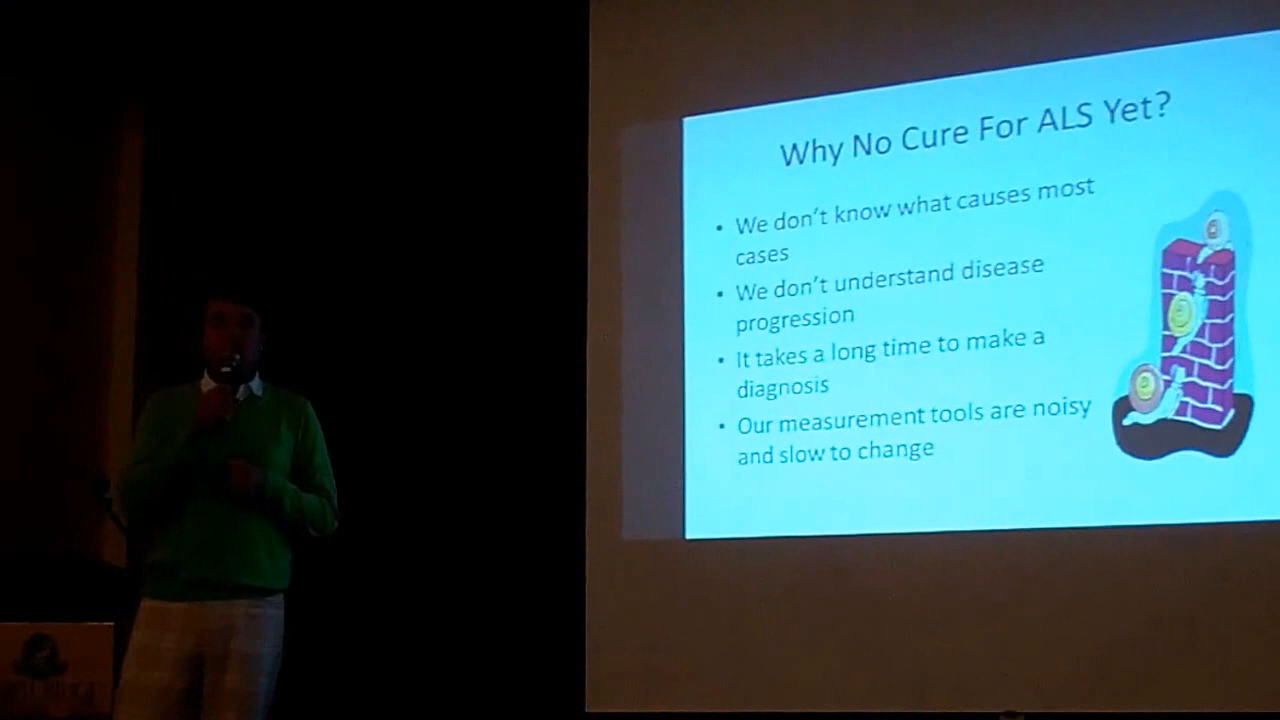 Why No Cure For ALS Yet?
• We don't know what causes most
cases
• We don't understand disease
progression
• It takes a long time to make a
diagnosis
• Our measurement tools are noisy
and slow to change